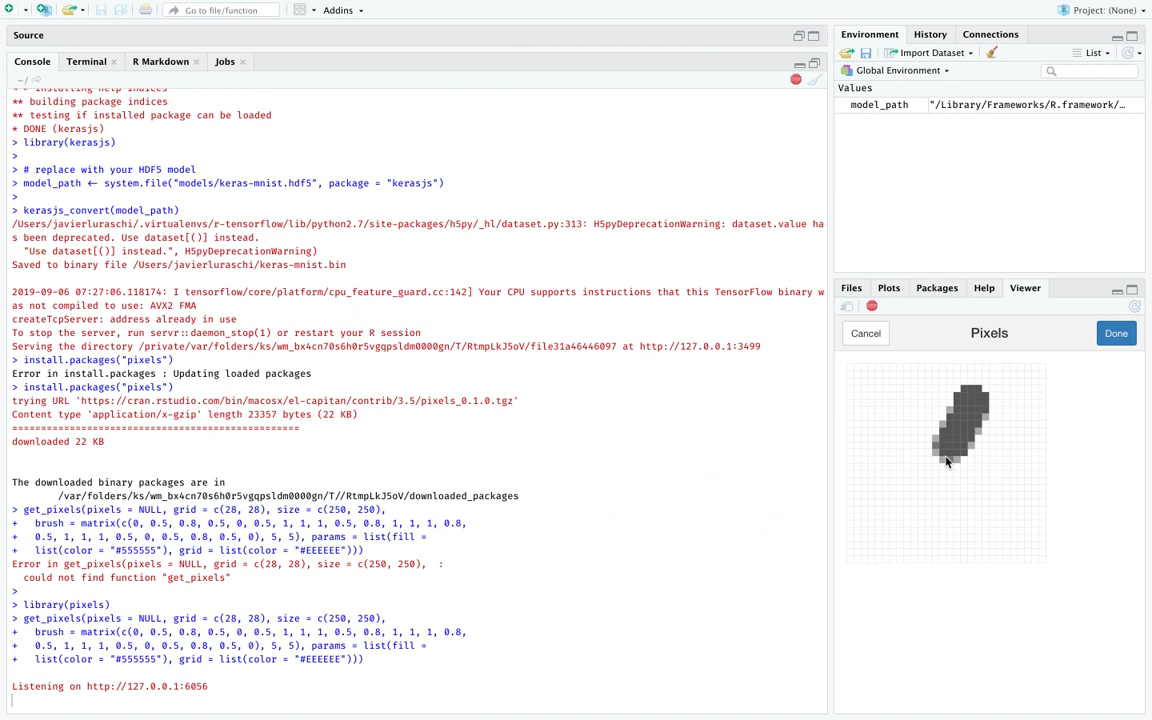 Go to file/function
Addins
Project: (None)
Source
Console
Terminal
R Markdown
Jobs
~/
** installing help indices
** building package indices
** testing if installed package can be loaded
* DONE (kerasjs)
> library(kerasjs)
>
> # replace with your HDF5 model
> model_path <- system.file("models/keras-mnist.hdf5", package = "kerasjs")
>
> kerasjs_convert(model_path)
/Users/javierluraschi/.virtualenvs/r-tensorflow/lib/python2.7/site-packages/h5py/_hl/dataset.py:313: H5pyDeprecationWarning: dataset.value ha
s been deprecated. Use dataset[()] instead.
"Use dataset[()] instead.", H5pyDeprecationWarning)
Saved to binary file /Users/javierluraschi/keras-mnist.bin
2019-09-06 07:27:06.118174: I tensorflow/core/platform/cpu_feature_guard.cc:142] Your CPU supports instructions that this TensorFlow binary w
as not compiled to use: AVX2 FMA
createTcpServer: address already in use
To stop the server, run servr::daemon_stop(1) or restart your R session
Serving the directory /private/var/folders/ks/wm_bx4cn70s6h0r5vgqpsldm0000gn/T/RtmpLkJ5oV/file31a46446097 at http://127.0.0.1:3499
> install.packages("pixels")
Error in install.packages : Updating loaded packages
> install.packages("pixels")
trying URL 'https://cran.rstudio.com/bin/macosx/el-capitan/contrib/3.5/pixels_0.1.0.tgz'
Content type 'application/x-gzip' length 23357 bytes (22 KB)
==================================================
downloaded 22 KB
The downloaded binary packages are in
/var/folders/ks/wm_bx4cn70s6h0r5vgqpsldm0000gn/T//RtmpLkJ5oV/downloaded_packages
> get_pixels(pixels = NULL, grid = c(28, 28), size = c(250, 250),
+ brush = matrix(c(0, 0.5, 0.8, 0.5, 0, 0.5, 1, 1, 1, 0.5, 0.8, 1, 1, 1, 0.8,
+ 0.5, 1, 1, 1, 0.5, 0, 0.5, 0.8, 0.5, 0), 5, 5), params = list(fill =
+ list(color = "#555555"), grid = list(color = "#EEEEEE")))
Error in get_pixels(pixels = NULL, grid = c(28, 28), size = c(250, 250), :
could not find function "get_pixels"
>
> library(pixels)
> get_pixels(pixels = NULL, grid = c(28, 28), size = c(250, 250),
+ brush = matrix(c(0, 0.5, 0.8, 0.5, 0, 0.5, 1, 1, 1, 0.5, 0.8, 1, 1, 1, 0.8,
+ 0.5, 1, 1, 1, 0.5, 0, 0.5, 0.8, 0.5, 0), 5, 5), params = list(fill =
+ list(color = "#555555"), grid = list(color = "#EEEEEE")))
Listening on http://127.0.0.1:6056
Environment
History
Connections
Import Dataset
List
Global Environment
Values
model_path "/Library/Frameworks/R.framework/…
Files
Plots
Packages
Help
Viewer
Cancel
Pixels
Done